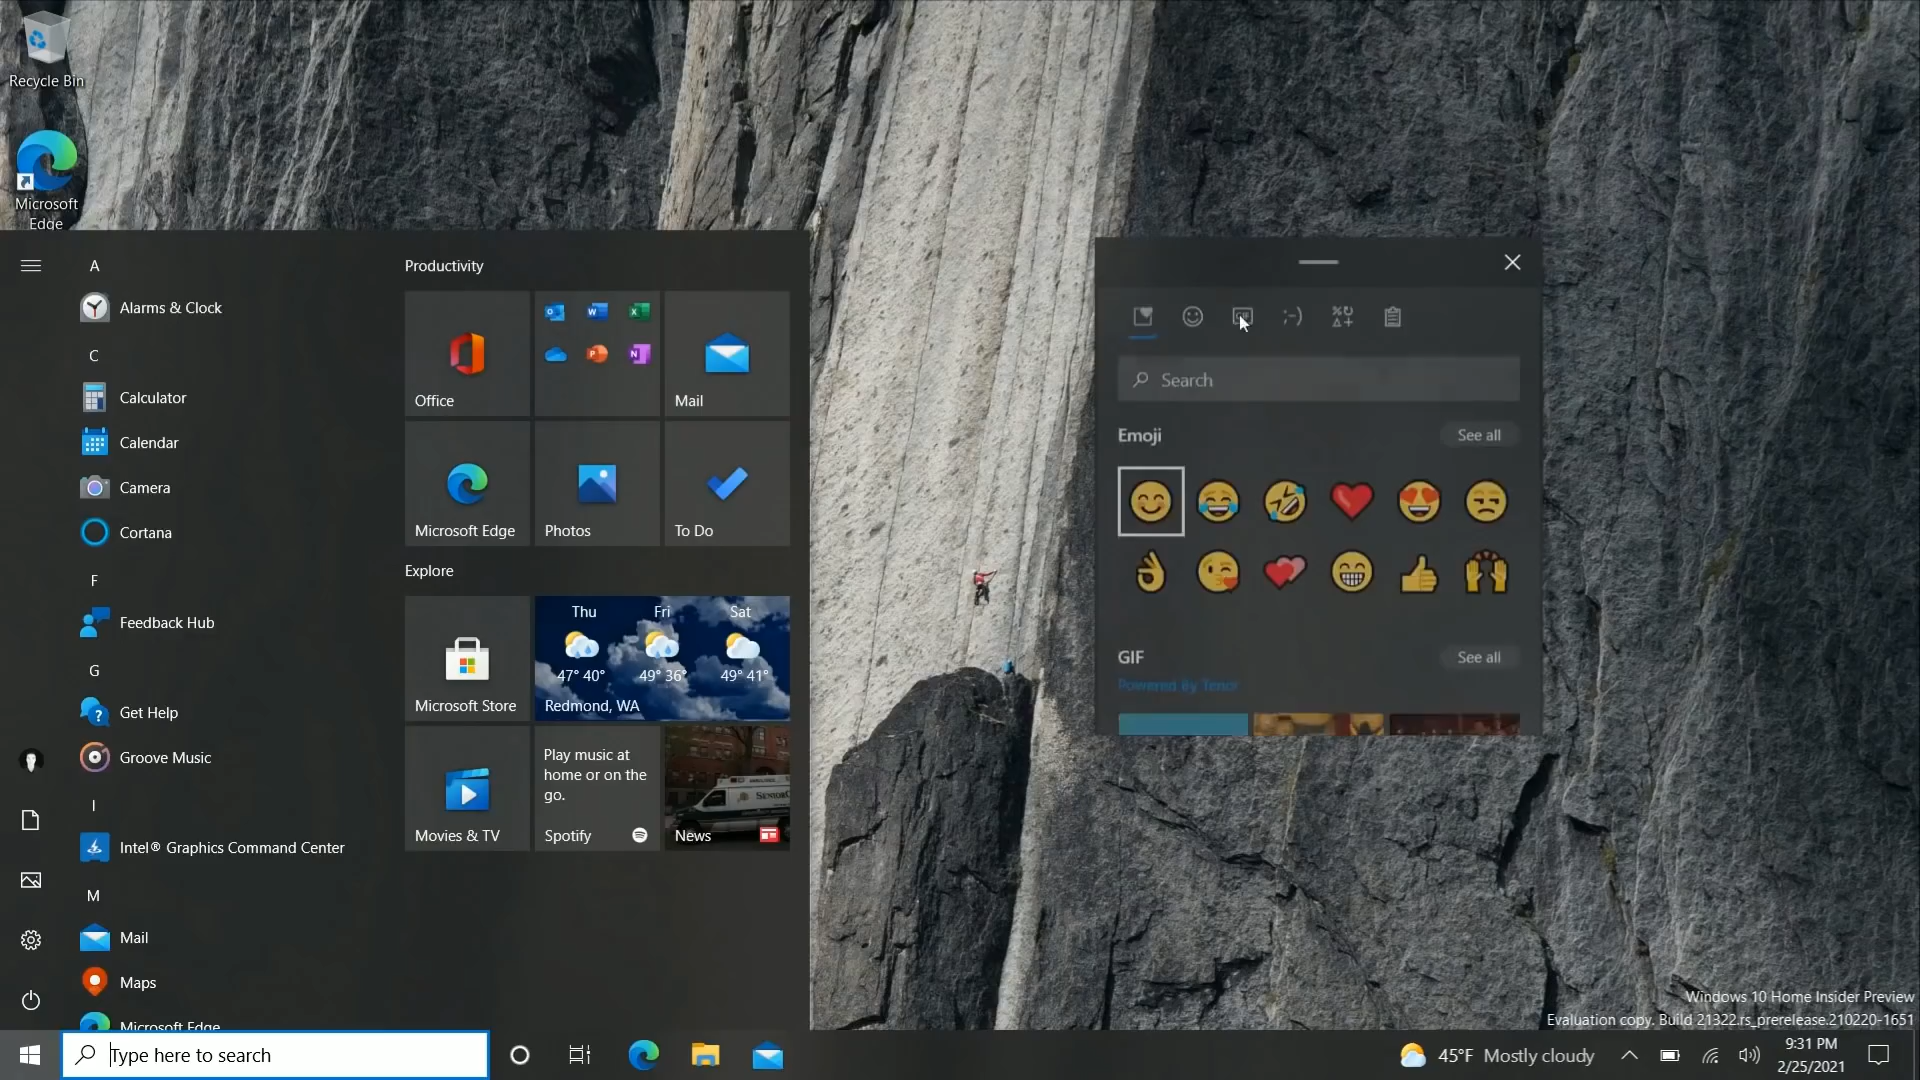 Recycle Bin
Microsoft
Edge
A
Alarms & Clock
C
Calculator
Calendar
Camera
Cortana
F
Feedback Hub
G
Get Help
Groove Music
I
Intel® Graphics Command Center
M
Mail
Maps
Microsoft Edge
Productivity
Office
Mail
Microsoft Edge
Photos
To Do
Explore
Microsoft Store
Thu Fri Sat
47° 40° 49° 36° 49° 41°
Redmond, WA
Movies & TV
Play music at
home or on the
go.
Spotify
News
GIF
;-)
Search
Emoji See all
GIF See all
Powered By Tenor
Windows 10 Home Insider Preview
Evaluation copy. Build 21322.rs_prerelease.210220-1651
Type here to search
45°F Mostly cloudy
9:31 PM
2/25/2021